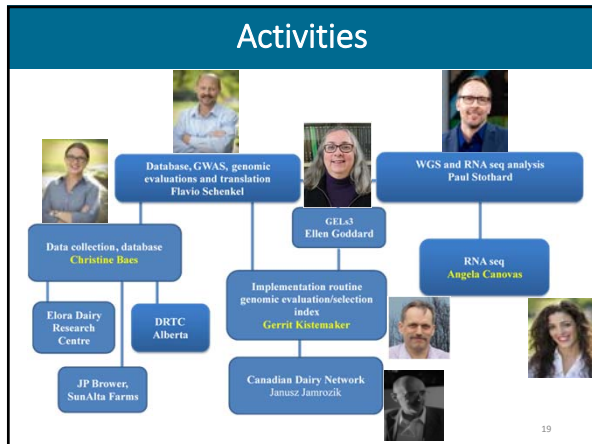 Activities
Database, GWAS, genomic
evaluations and translation
Flavio Schenkel
WGS and RNA seq analysis
Paul Stothard
GELs3
Ellen Goddard
Data collection, database
Christine Baes
RNA seq
Angela Canovas
Implementation routine
genomic evaluation/selection
index
Gerrit Kistemaker
Elora Dairy
Research
Centre
DRTC
Alberta
JP Brower,
SunAlta Farms
Canadian Dairy Network
Janusz Jamrozik
19